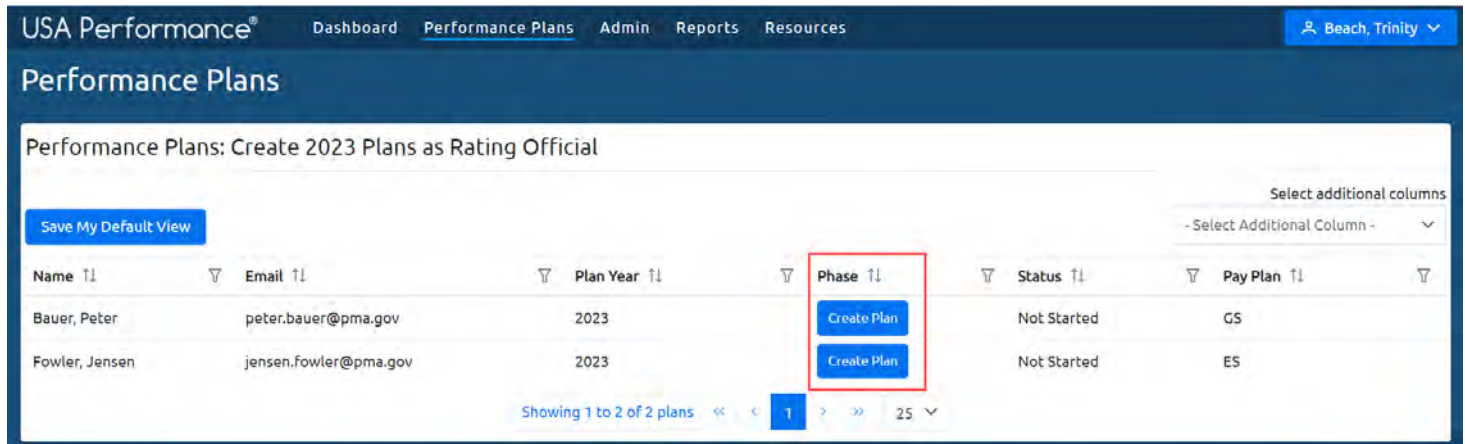 USA Performance® Dashboard Performance Plans Admin Reports Resources Beach, Trinity
Performance Plans
Performance Plans: Create 2023 Plans as Rating Official
Select additional columns
Save My Default View - Select Additional Column -
Name Email Plan Year Phase Status Pay Plan
Bauer, Peter peter.bauer@pma.gov 2023 Create Plan Not Started GS
Fowler, Jensen jensen.fowler@pma.gov 2023 Create Plan Not Started ES
Showing 1 to 2 of 2 plans « ‹ 1 › » 25